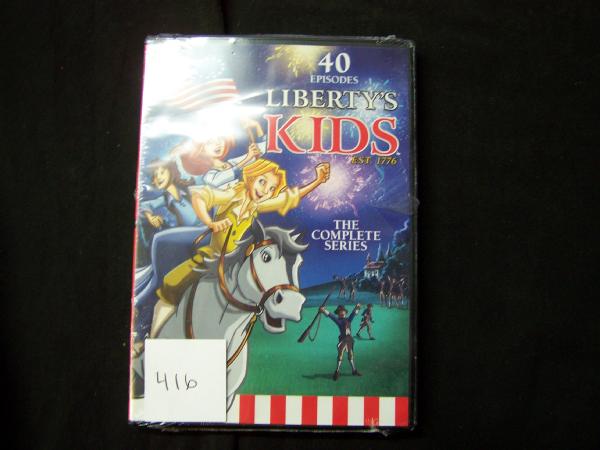 40
EPISODES
LIBERTY'S
KIDS
EST. 1776
THE
COMPLETE
SERIES
416